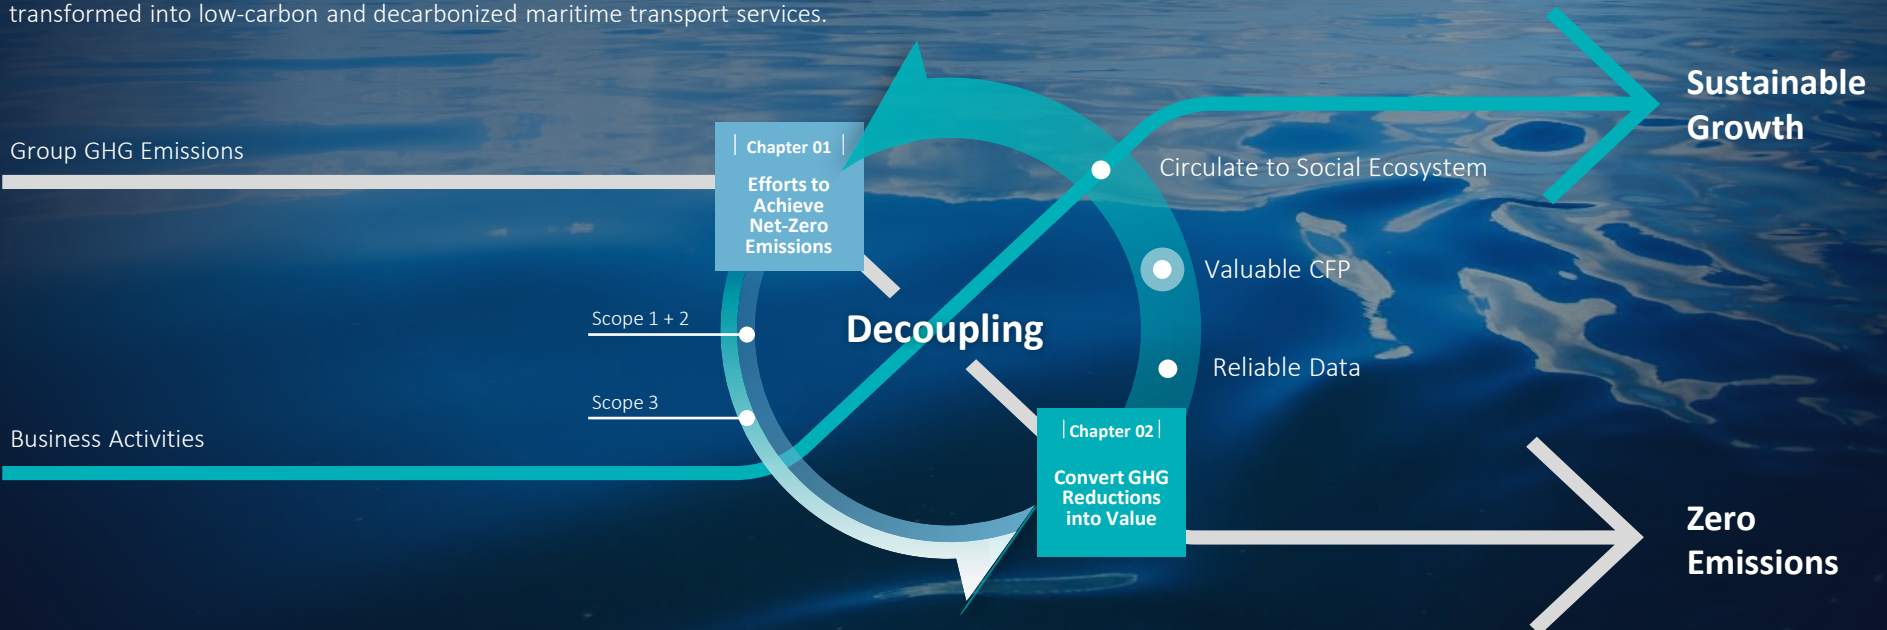 transformed into low-carbon and decarbonized maritime transport services.
Sustainable
Growth
Group GHG Emissions
Chapter 01
Efforts to
Achieve
Net-Zero
Emissions
Circulate to Social Ecosystem
Valuable CFP
Scope 1 + 2
Decoupling
Reliable Data
Scope 3
Business Activities
Chapter 02
Convert GHG
Reductions
into Value
Zero
Emissions